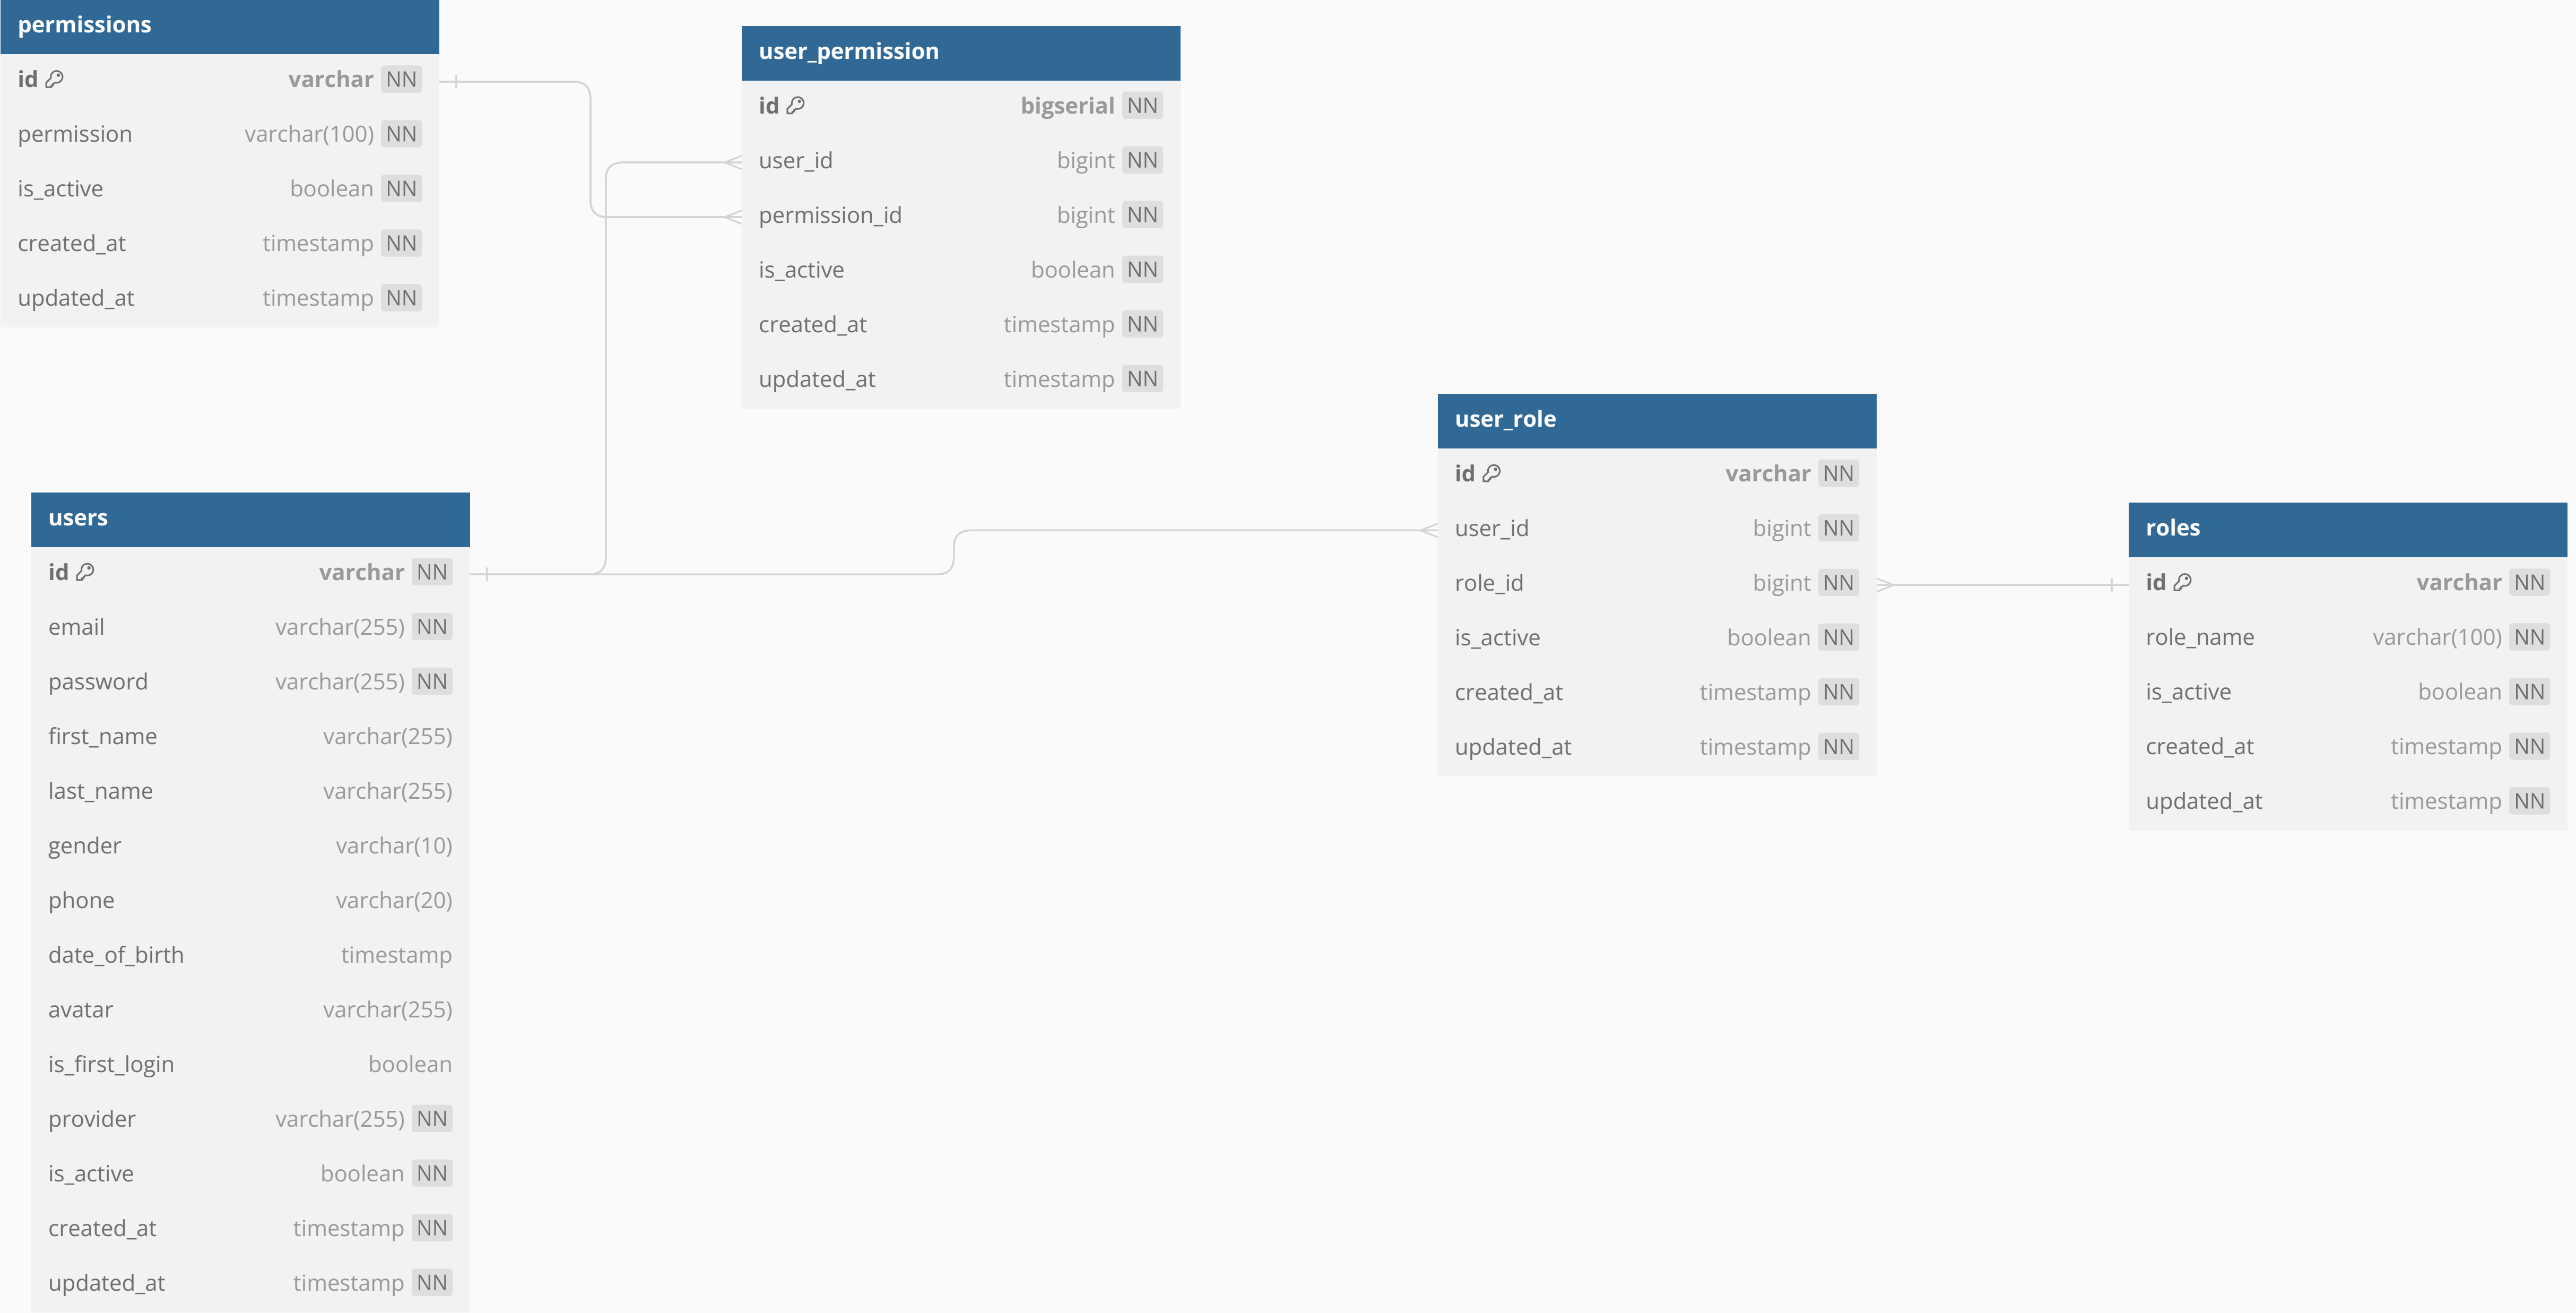 permissions
id varchar NN
permission varchar(100) NN
is_active boolean NN
created_at timestamp NN
updated_at timestamp NN
user_permission
id bigserial NN
user_id bigint NN
permission_id bigint NN
is_active boolean NN
created_at timestamp NN
updated_at timestamp NN
users
id varchar NN
email varchar(255) NN
password varchar(255) NN
first_name varchar(255)
last_name varchar(255)
gender varchar(10)
phone varchar(20)
date_of_birth timestamp
avatar varchar(255)
is_first_login boolean
provider varchar(255) NN
is_active boolean NN
created_at timestamp NN
updated_at timestamp NN
user_role
id varchar NN
user_id bigint NN
role_id bigint NN
is_active boolean NN
created_at timestamp NN
updated_at timestamp NN
roles
id varchar NN
role_name varchar(100) NN
is_active boolean NN
created_at timestamp NN
updated_at timestamp NN